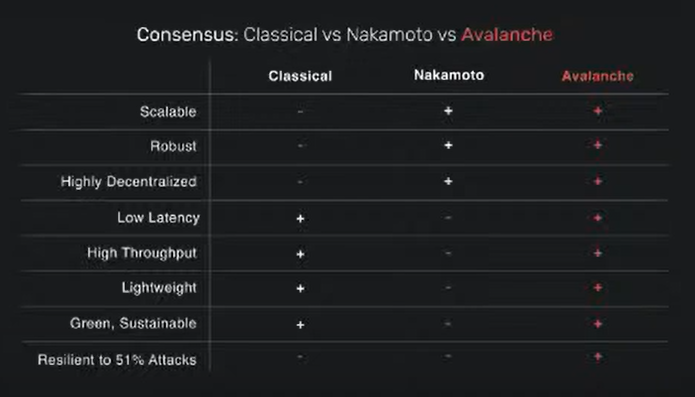 Consensus: Classical vs Nakamoto vs Avalanche
Classical Nakamoto Avalanche
Scalable - + +
Robust - + +
Highly Decentralized - + +
Low Latency + - +
High Throughput + - +
Lightweight + - +
Green, Sustainable + - +
Resilient to 51% Attacks - - +